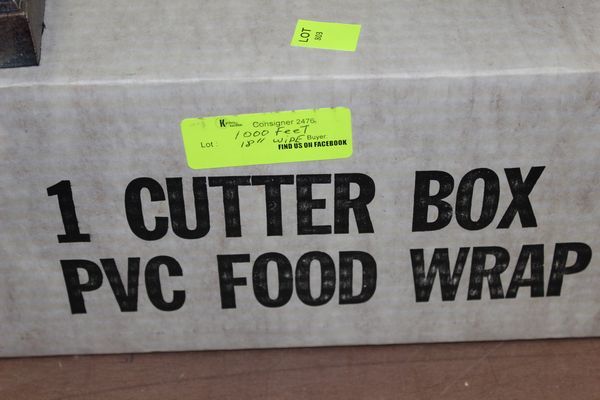 LOT
803
Consigner 2476
1000 FeeT
Lot : 18" WIDE Buyer
FIND US ON FACEBOOK
1 CUTTER BOX
PVC FOOD WRAP